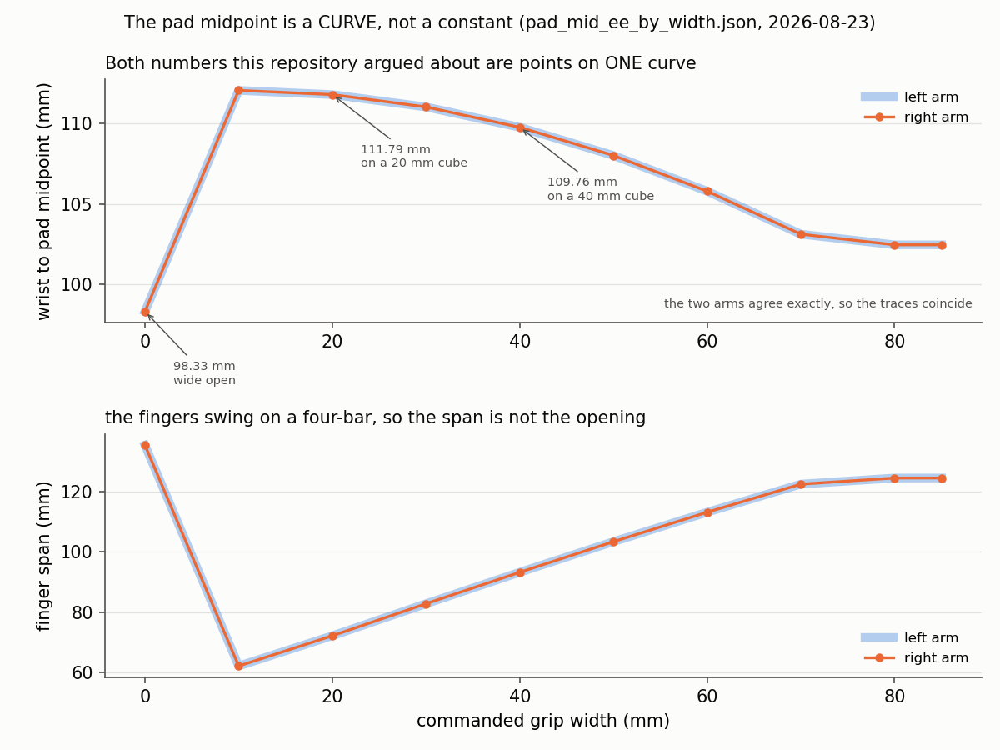 The pad midpoint is a CURVE, not a constant (pad_mid_ee_by_width.json, 2026-08-23)
Both numbers this repository argued about are points on ONE curve
wrist to pad midpoint (mm)
110
105
100
left arm
right arm
111.79 mm
on a 20 mm cube
109.76 mm
on a 40 mm cube
the two arms agree exactly, so the traces coincide
0
20
40
60
80
98.33 mm
wide open
the fingers swing on a four-bar, so the span is not the opening
finger span (mm)
120
100
80
60
left arm
right arm
0
20
40
60
80
commanded grip width (mm)